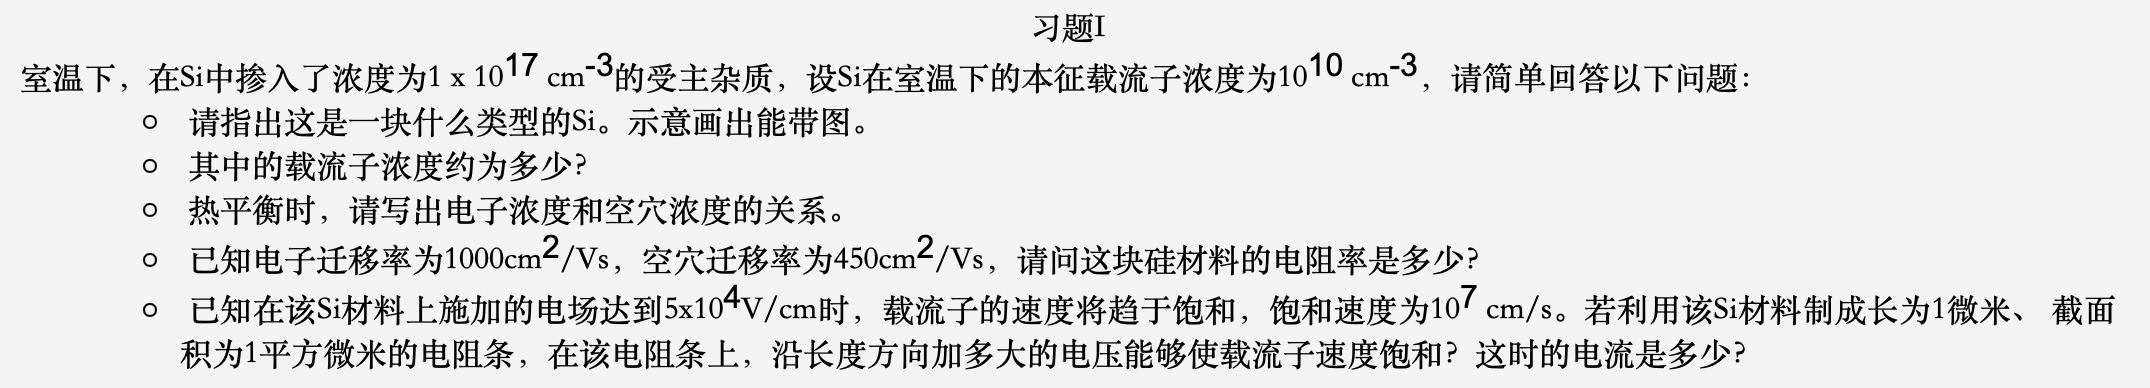 习题I
室温下，在Si中掺入了浓度为1 x 10^17 cm^-3的受主杂质，设Si在室温下的本征载流子浓度为10^10 cm^-3，请简单回答以下问题：
○ 请指出这是一块什么类型的Si。示意画出能带图。
○ 其中的载流子浓度约为多少？
○ 热平衡时，请写出电子浓度和空穴浓度的关系。
○ 已知电子迁移率为1000cm^2/Vs，空穴迁移率为450cm^2/Vs，请问这块硅材料的电阻率是多少？
○ 已知在该Si材料上施加的电场达到5x10^4V/cm时，载流子的速度将趋于饱和，饱和速度为10^7 cm/s。若利用该Si材料制成长为1微米、 截面
积为1平方微米的电阻条，在该电阻条上，沿长度方向加多大的电压能够使载流子速度饱和？这时的电流是多少？